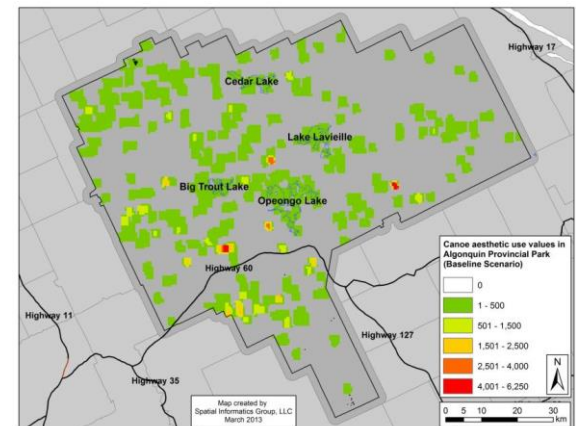 Highway 17
Cedar Lake
Lake Lavieille
Big Trout Lake
Opeongo Lake
Highway 60
Highway 11
Highway 127
Highway 35
Map created by
Spatial Informatics Group, LLC
March 2013
Canoe aesthetic use values in
Algonquin Provincial Park
(Baseline Scenario)
0
1 - 500
501 - 1,500
1,501 - 2,500
2,501 - 4,000
4,001 - 6,250
N
0 5 10 20 30
km